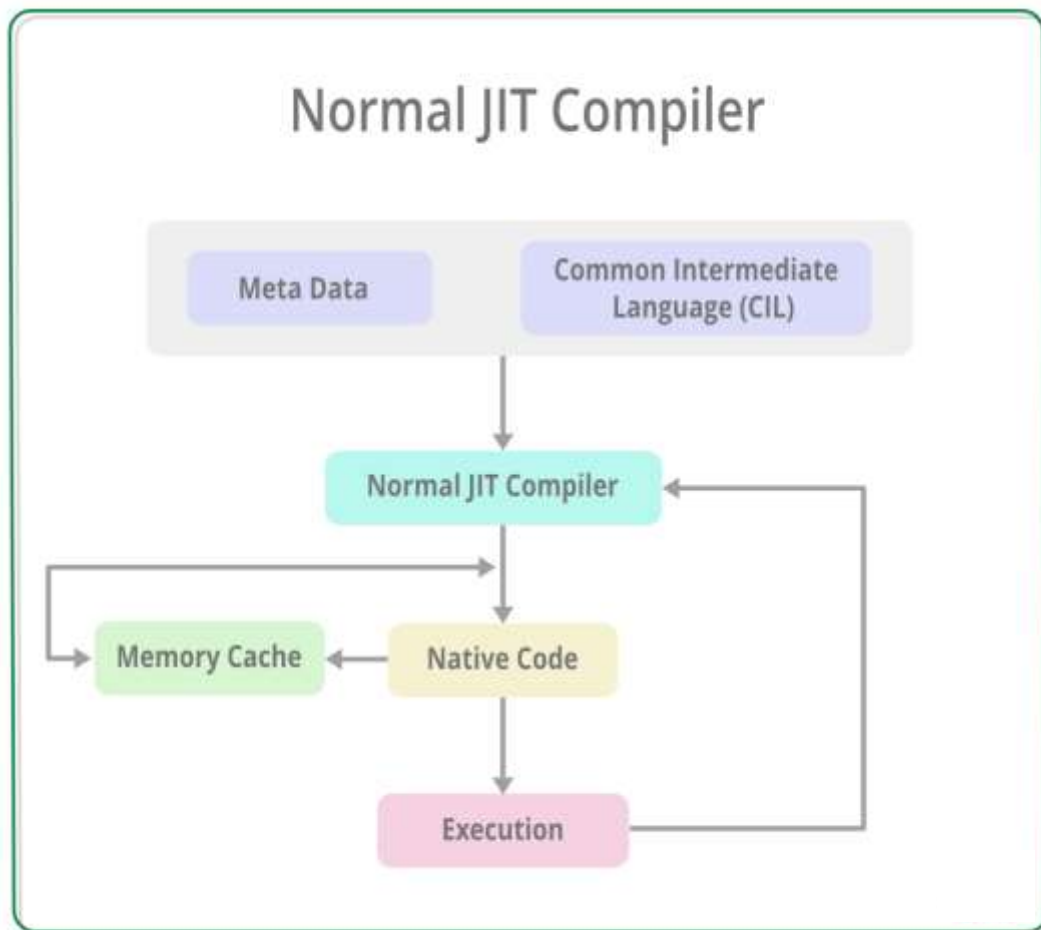 Normal JIT Compiler
Meta Data
Common Intermediate
Language (CIL)
Normal JIT Compiler
Memory Cache
Native Code
Execution